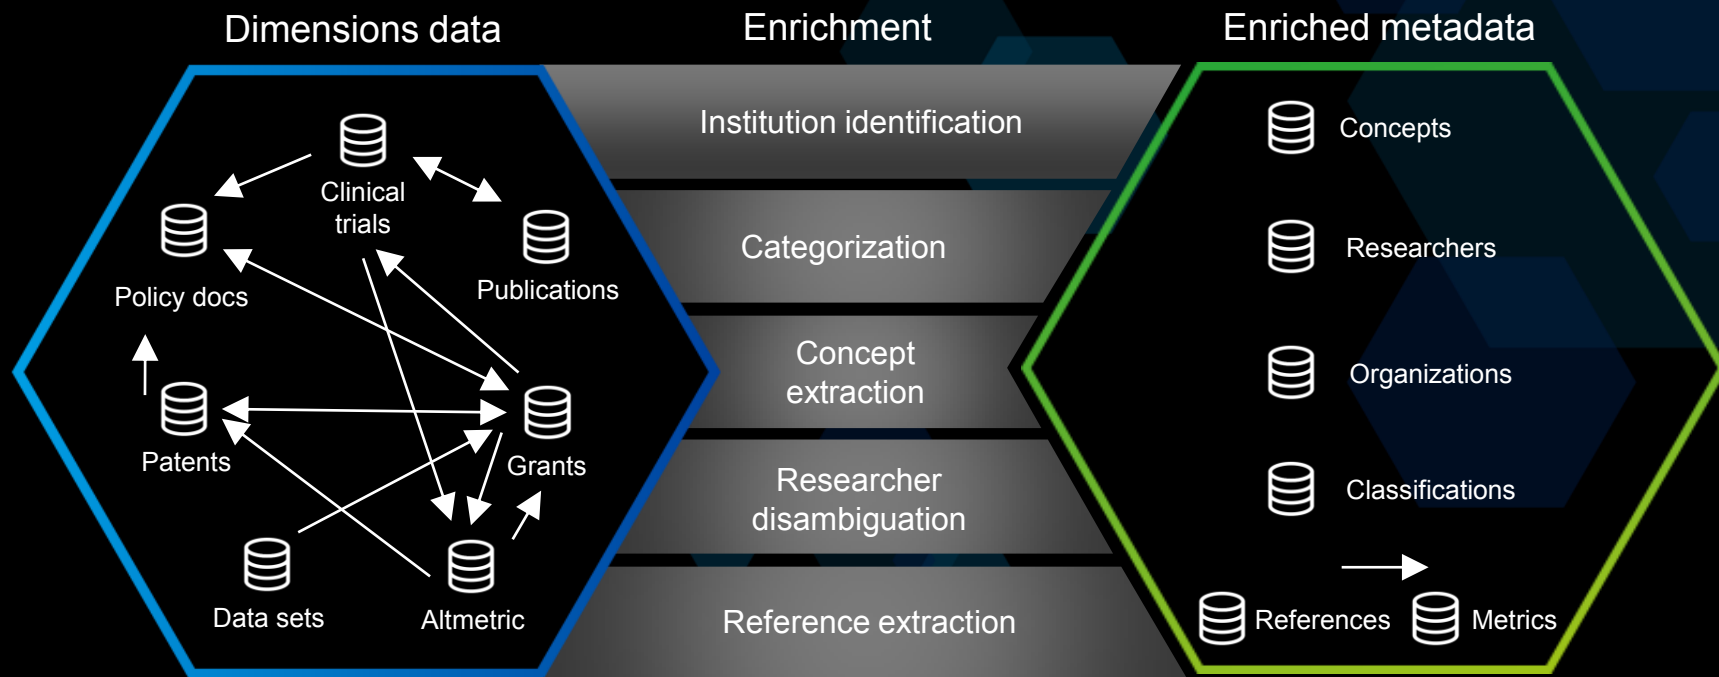 Dimensions data
Enrichment
Enriched metadata
Clinical
trials
Policy docs
Publications
Patents
Grants
Data sets
Altmetric
Institution identification
Categorization
Concept
extraction
Researcher
disambiguation
Reference extraction
Concepts
Researchers
Organizations
Classifications
References
Metrics